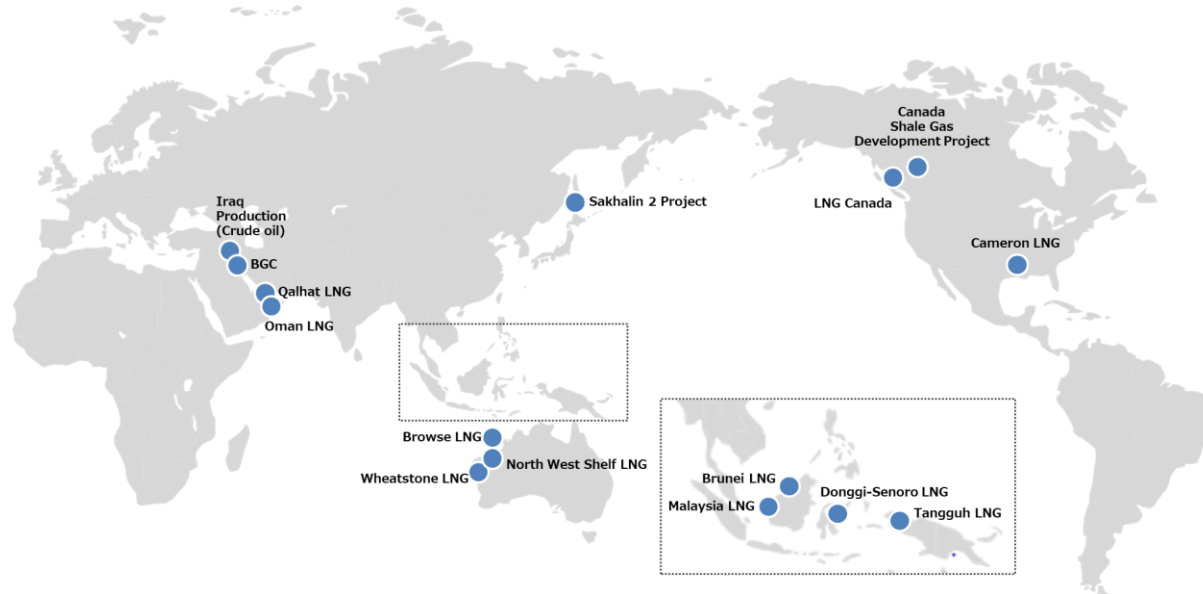 Canada
Shale Gas
Development Project
LNG Canada
Sakhalin 2 Project
Iraq
Production
(Crude oil)
BGC
Cameron LNG
Qalhat LNG
Oman LNG
Browse LNG
North West Shelf LNG
Wheatstone LNG
Brunei LNG
Donggi-Senoro LNG
Malaysia LNG
Tangguh LNG